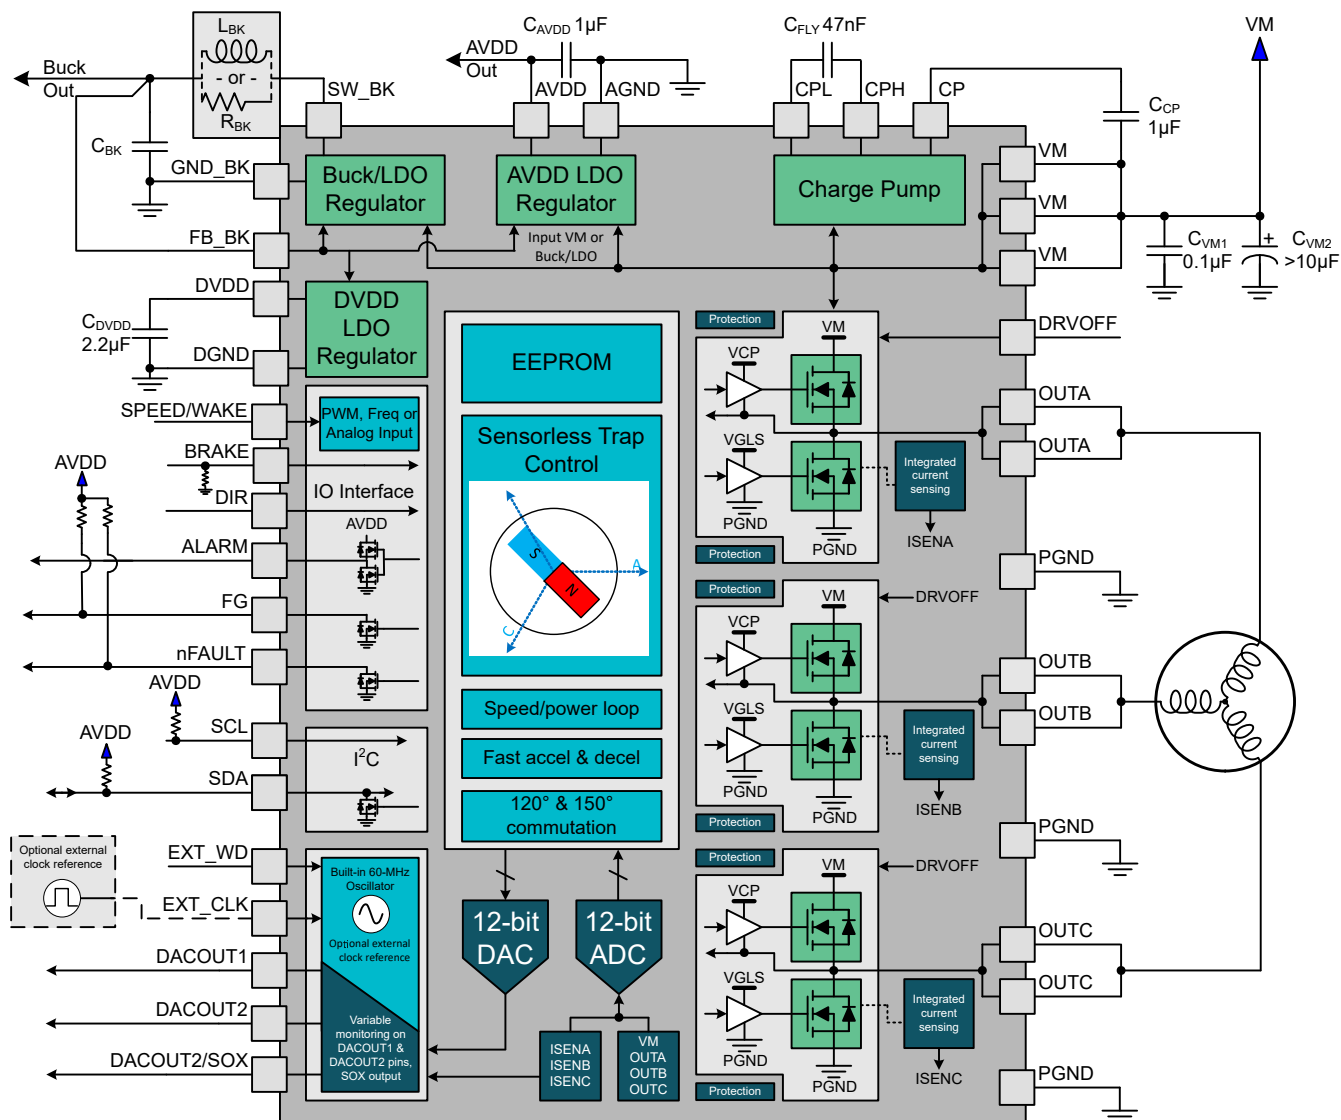 LBK
- or -
RBK
Buck
Out
SW_BK
CBK
GND_BK
FB_BK
CAVDD 1µF
AVDD
Out
AVDD
AGND
CFLY 47nF
CPL
CPH
CP
VM
CCP
1µF
VM
VM
VM
CVM1
0.1µF
+
CVM2
>10µF
Buck/LDO
Regulator
AVDD LDO
Regulator
Charge Pump
Input VM or
Buck/LDO
DVDD
CDVDD
2.2µF
DGND
DVDD
LDO
Regulator
SPEED/WAKE
PWM, Freq or
Analog Input
BRAKE
AVDD
DIR
IO Interface
AVDD
ALARM
FG
nFAULT
AVDD
SCL
AVDD
SDA
I2C
Optional external
clock reference
EXT_WD
EXT_CLK
Built-in 60-MHz
Oscillator
Optional external
clock reference
DACOUT1
DACOUT2
DACOUT2/SOX
Variable
monitoring on
DACOUT1 &
DACOUT2 pins,
SOX output
EEPROM
Sensorless Trap
Control
S
N
A
C
Speed/power loop
Fast accel & decel
120° & 150°
commutation
12-bit
DAC
12-bit
ADC
ISENA
ISENB
ISENC
VM
OUTA
OUTB
OUTC
Protection
VM
VCP
VGLS
PGND
PGND
Integrated
current
sensing
ISENA
DRVOFF
OUTA
OUTA
Protection
PGND
Protection
VM
DRVOFF
VCP
VGLS
PGND
PGND
Integrated
current
sensing
ISENB
OUTB
OUTB
Protection
PGND
Protection
VM
DRVOFF
VCP
VGLS
PGND
PGND
Integrated
current
sensing
ISENC
OUTC
OUTC
Protection
PGND